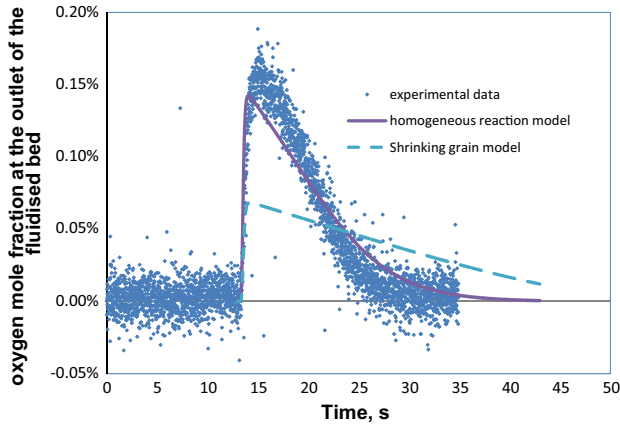 oxygen mole fraction at the outlet of the
fluidised bed
0.20%
0.15%
0.10%
0.05%
0.00%
-0.05%
experimental data
homogeneous reaction model
Shrinking grain model
0 5 10 15 20 25 30 35 40 45 50
Time, s